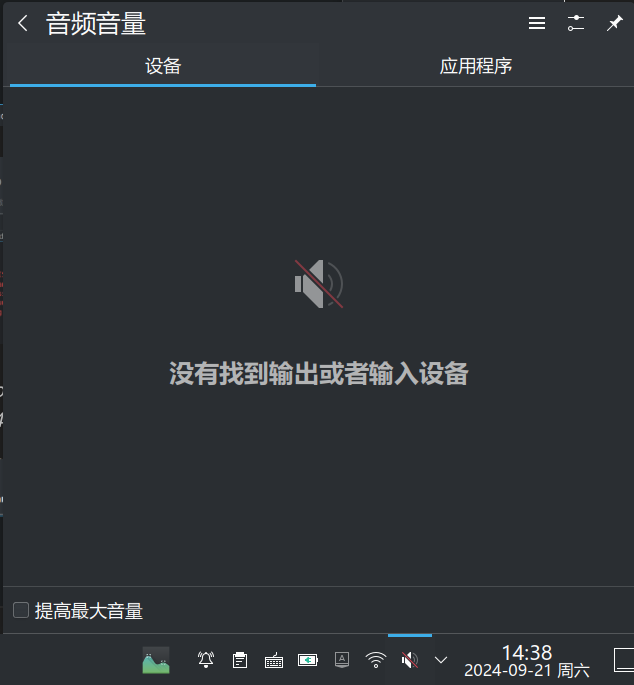 音频音量
设备
应用程序
没有找到输出或者输入设备
提高最大音量
14:38
2024-09-21 周六